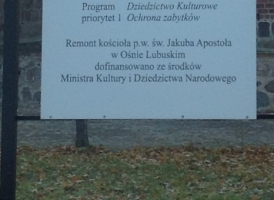 Program Dziedzictwo Kulturowe
priorytet 1 Ochrona zabytków
Remont kościoła p.w. św. Jakuba Apostoła
w Ośnie Lubuskim
dofinansowano ze środków
Ministra Kultury i Dziedzictwa Narodowego